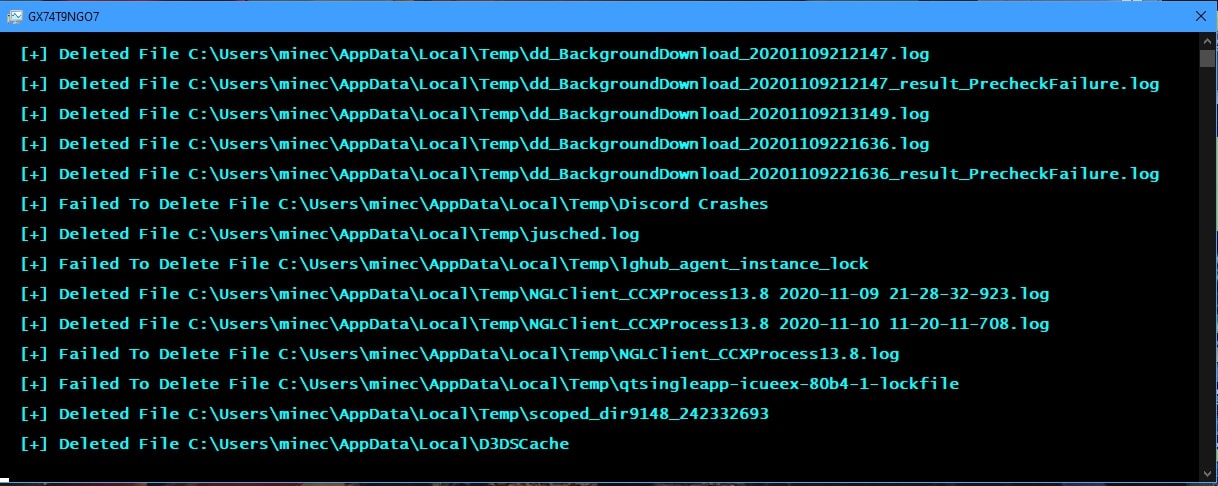 GX74T9NGO7
[+] Deleted File C:\Users\minec\AppData\Local\Temp\dd_BackgroundDownload_20201109212147.log
[+] Deleted File C:\Users\minec\AppData\Local\Temp\dd_BackgroundDownload_20201109212147_result_PrecheckFailure.log
[+] Deleted File C:\Users\minec\AppData\Local\Temp\dd_BackgroundDownload_20201109213149.log
[+] Deleted File C:\Users\minec\AppData\Local\Temp\dd_BackgroundDownload_20201109221636.log
[+] Deleted File C:\Users\minec\AppData\Local\Temp\dd_BackgroundDownload_20201109221636_result_PrecheckFailure.log
[+] Failed To Delete File C:\Users\minec\AppData\Local\Temp\Discord Crashes
[+] Deleted File C:\Users\minec\AppData\Local\Temp\jusched.log
[+] Failed To Delete File C:\Users\minec\AppData\Local\Temp\lghub_agent_instance_lock
[+] Deleted File C:\Users\minec\AppData\Local\Temp\NGLClient_CCXProcess13.8 2020-11-09 21-28-32-923.log
[+] Deleted File C:\Users\minec\AppData\Local\Temp\NGLClient_CCXProcess13.8 2020-11-10 11-20-11-708.log
[+] Failed To Delete File C:\Users\minec\AppData\Local\Temp\NGLClient_CCXProcess13.8.log
[+] Failed To Delete File C:\Users\minec\AppData\Local\Temp\qtsingleapp-icueex-80b4-1-lockfile
[+] Deleted File C:\Users\minec\AppData\Local\Temp\scoped_dir9148_242332693
[+] Deleted File C:\Users\minec\AppData\Local\D3DSCache